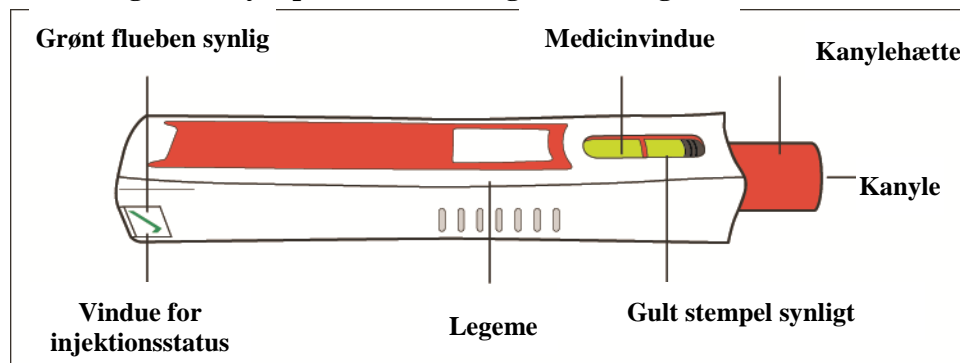 Grønt flueben synlig
Medicinvindue
Kanylehætte
Kanyle
Vindue for
injektionsstatus
Legeme
Gult stempel synligt